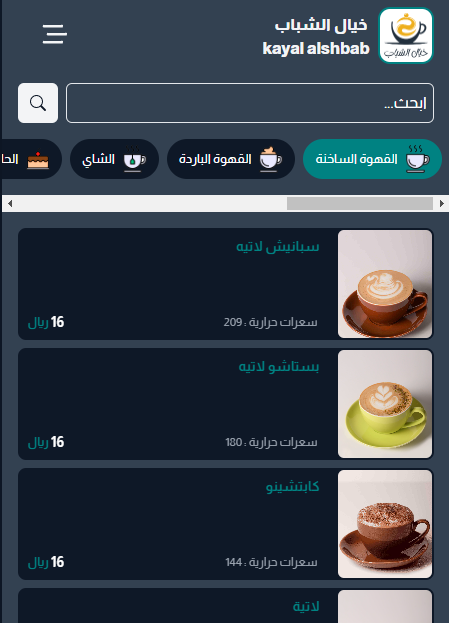 خيال الشباب
kayal alshbab
خيال الشباب
ابحث...
القهوة الساخنة
القهوة الباردة
الشاي
الحا
سبانيش لاتيه
سعرات حرارية : 209
16 ريال
بستاشو لاتيه
سعرات حرارية : 180
16 ريال
كابتشينو
سعرات حرارية : 144
16 ريال
لاتية